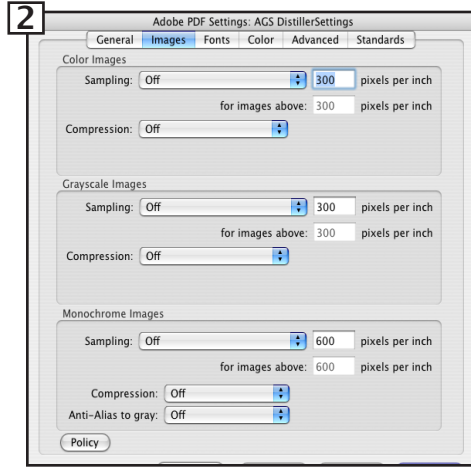 2
Adobe PDF Settings: AGS DistillerSettings
General Images Fonts Color Advanced Standards
Color Images
Sampling: Off 300 pixels per inch
for images above: 300 pixels per inch
Compression: Off
Grayscale Images
Sampling: Off 300 pixels per inch
for images above: 300 pixels per inch
Compression: Off
Monochrome Images
Sampling: Off 600 pixels per inch
for images above: 600 pixels per inch
Compression: Off
Anti-Alias to gray: Off
Policy